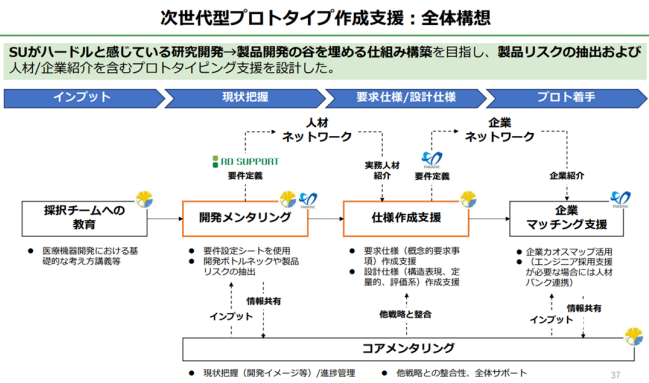 次世代型プロトタイプ作成支援：全体構想
SUがハードルと感じている研究開発→製品開発の谷を埋める仕組み構築を目指し、製品リスクの抽出および
人材/企業紹介を含むプロトタイピング支援を設計した。
インプット
現状把握
要求仕様/設計仕様
プロト着手
人材
ネットワーク
企業
ネットワーク
RD SUPPORT
要件定義
実務人材
紹介
要件定義
企業紹介
採択チームへの
教育
開発メンタリング
仕様作成支援
企業
マッチング支援
● 医療機器開発における基
礎的な考え方講義等
● 要件設定シートを使用
● 開発ボトルネックや製品
リスクの抽出
● 要求仕様（概念的要求事
項）作成支援
● 設計仕様（構造表現、定
量的、評価系）作成支援
● 企業カオスマップ活用
● （エンジニア採用支援
が必要な場合には人材
バンク連携）
インプット
情報共有
他戦略と整合
インプット
情報共有
コアメンタリング
● 現状把握（開発イメージ等）/進捗管理
● 他戦略との整合性、全体サポート
37